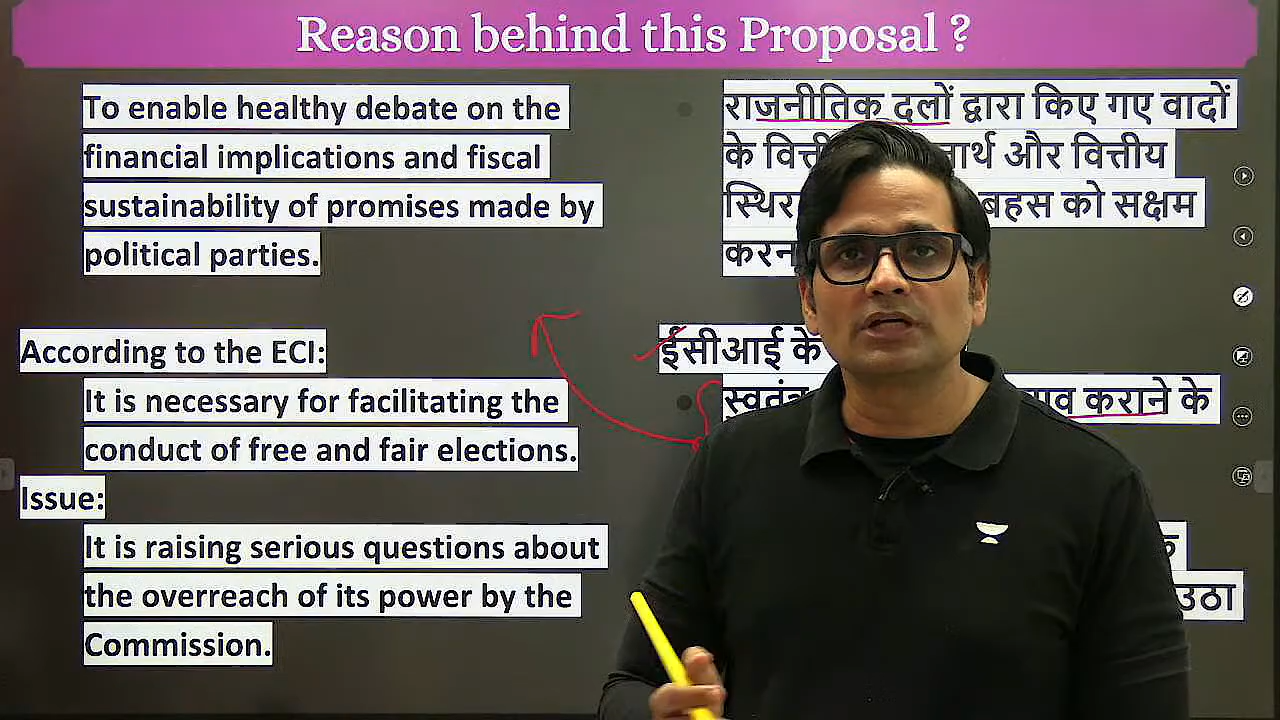 Reason behind this Proposal ?
To enable healthy debate on the
financial implications and fiscal
sustainability of promises made by
political parties.
According to the ECI:
It is necessary for facilitating the
conduct of free and fair elections.
Issue:
It is raising serious questions about
the overreach of its power by the
Commission.
राजनीतिक दलों द्वारा किए गए वादों
के और वित्तीय
बहस को सक्षम
ईसीआई के
कराने के
उठा